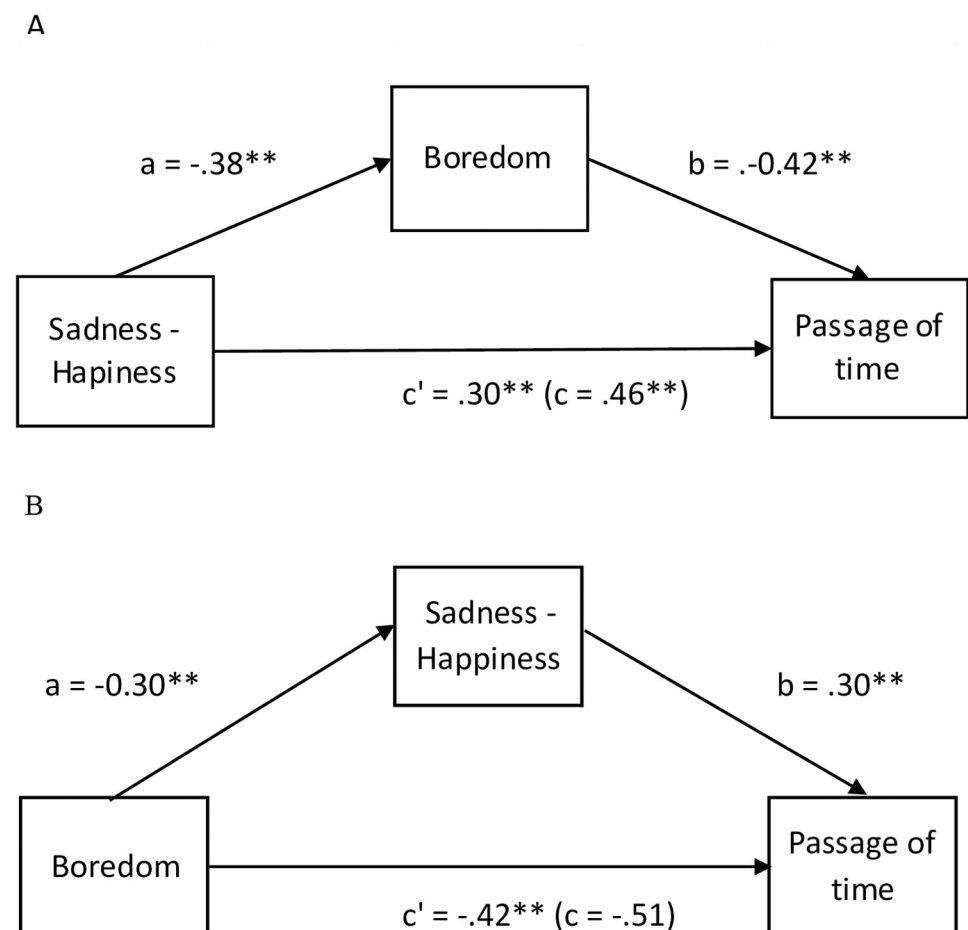 A
Boredom
a = -.38**
b = .-0.42**
Sadness -
Hapiness
Passage of
time
c' = .30** (c = .46**)
B
Sadness -
Happiness
a = -0.30**
b = .30**
Boredom
Passage of
time
c' = -.42** (c = -.51)